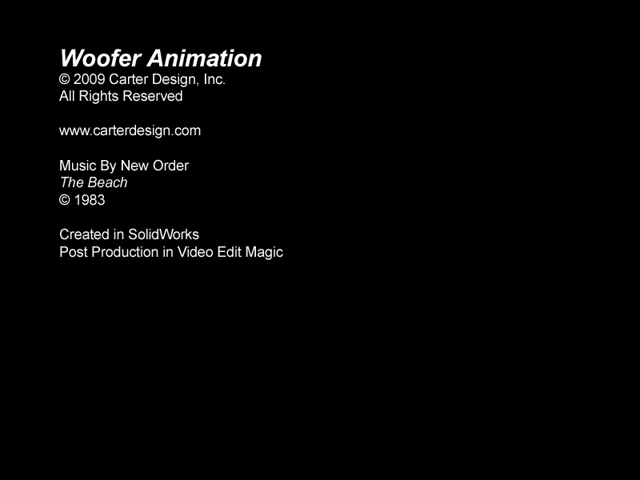 Woofer Animation
© 2009 Carter Design, Inc.
All Rights Reserved
www.carterdesign.com
Music By New Order
The Beach
© 1983
Created in SolidWorks
Post Production in Video Edit Magic